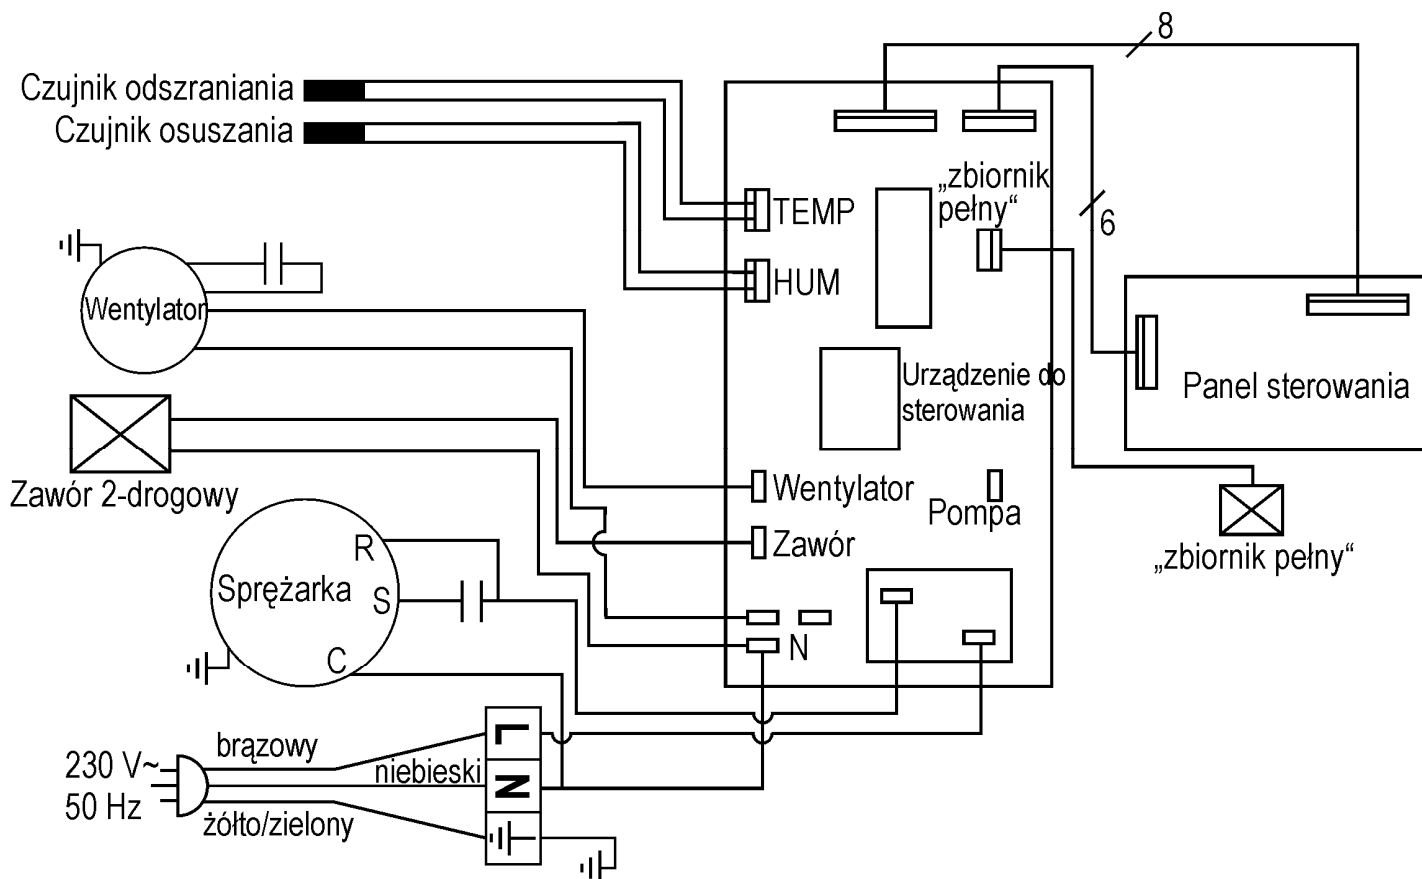 8
Czujnik odszraniania
Czujnik osuszania
„zbiornik
pełny“
TEMP
6
HUM
Wentylator
Urządzenie do
sterowania
Panel sterowania
Zawór 2-drogowy
Wentylator
Pompa
Zawór
„zbiornik pełny“
R
Sprężarka
S
N
C
L
brązowy
230 V~
niebieski
N
50 Hz
żółto/zielony